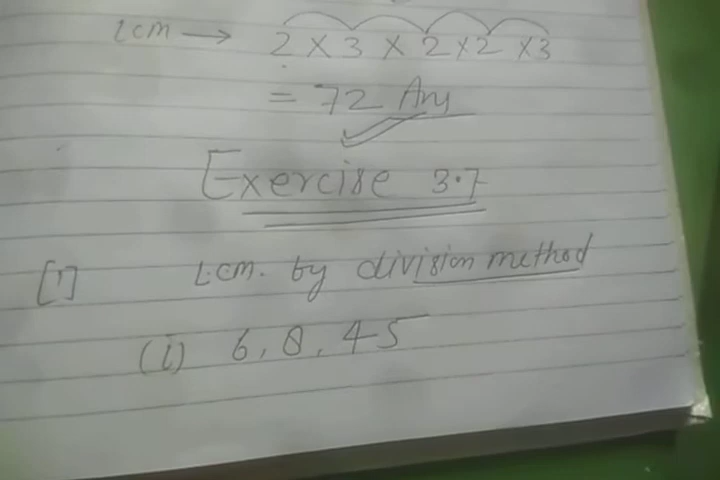 LCM → 2 × 3 × 2 × 2 × 3
= 72 Ans
Exercise 3.7
[1] L.CM. by division method
(i) 6, 8, 45